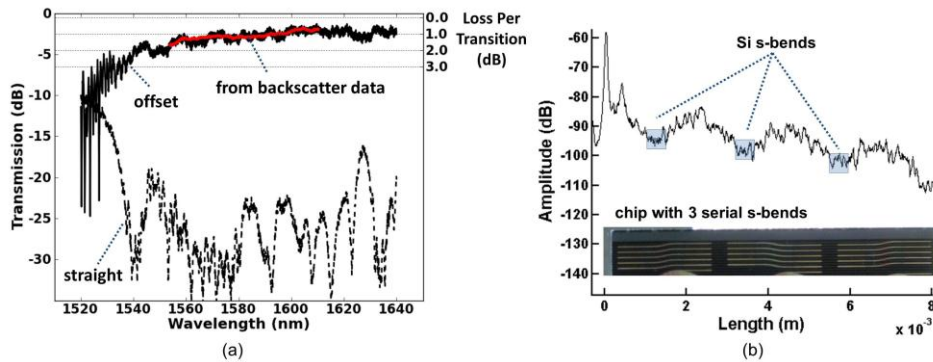 0
-5
-10
-15
-20
-25
-30
Transmission (dB)
offset
from backscatter data
straight
1520
1540
1560
1580
1600
1620
1640
Wavelength (nm)
0.0
1.0
2.0
3.0
Loss Per
Transition
(dB)
(a)
-50
-60
-70
-80
-90
-100
-110
-120
-130
-140
Amplitude (dB)
Si s-bends
chip with 3 serial s-bends
0
2
4
6
8
Length (m)
× 10⁻³
(b)